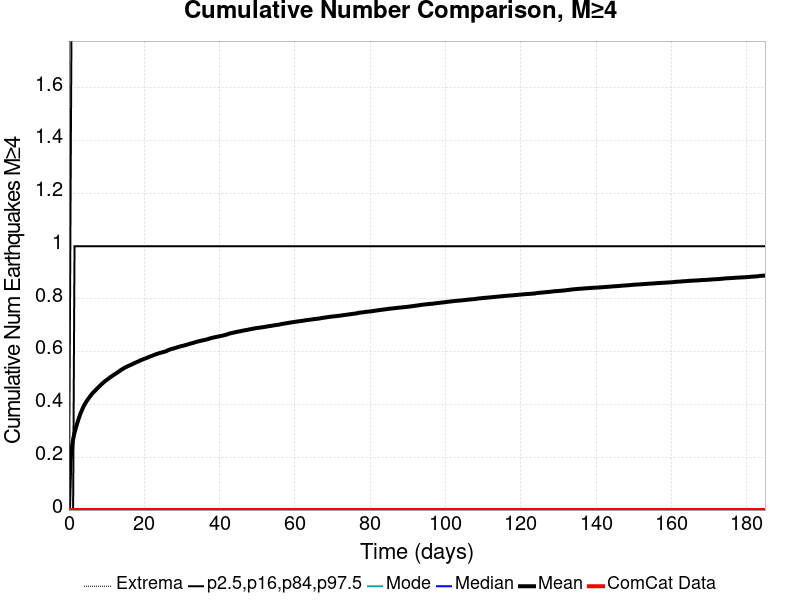 Cumulative Number Comparison, M≥4
Cumulative Num Earthquakes M≥4
1.6
1.4
1.2
1
0.8
0.6
0.4
0.2
0
0 20 40 60 80 100 120 140 160 180
Time (days)
Extrema p2.5,p16,p84,p97.5 Mode Median Mean ComCat Data